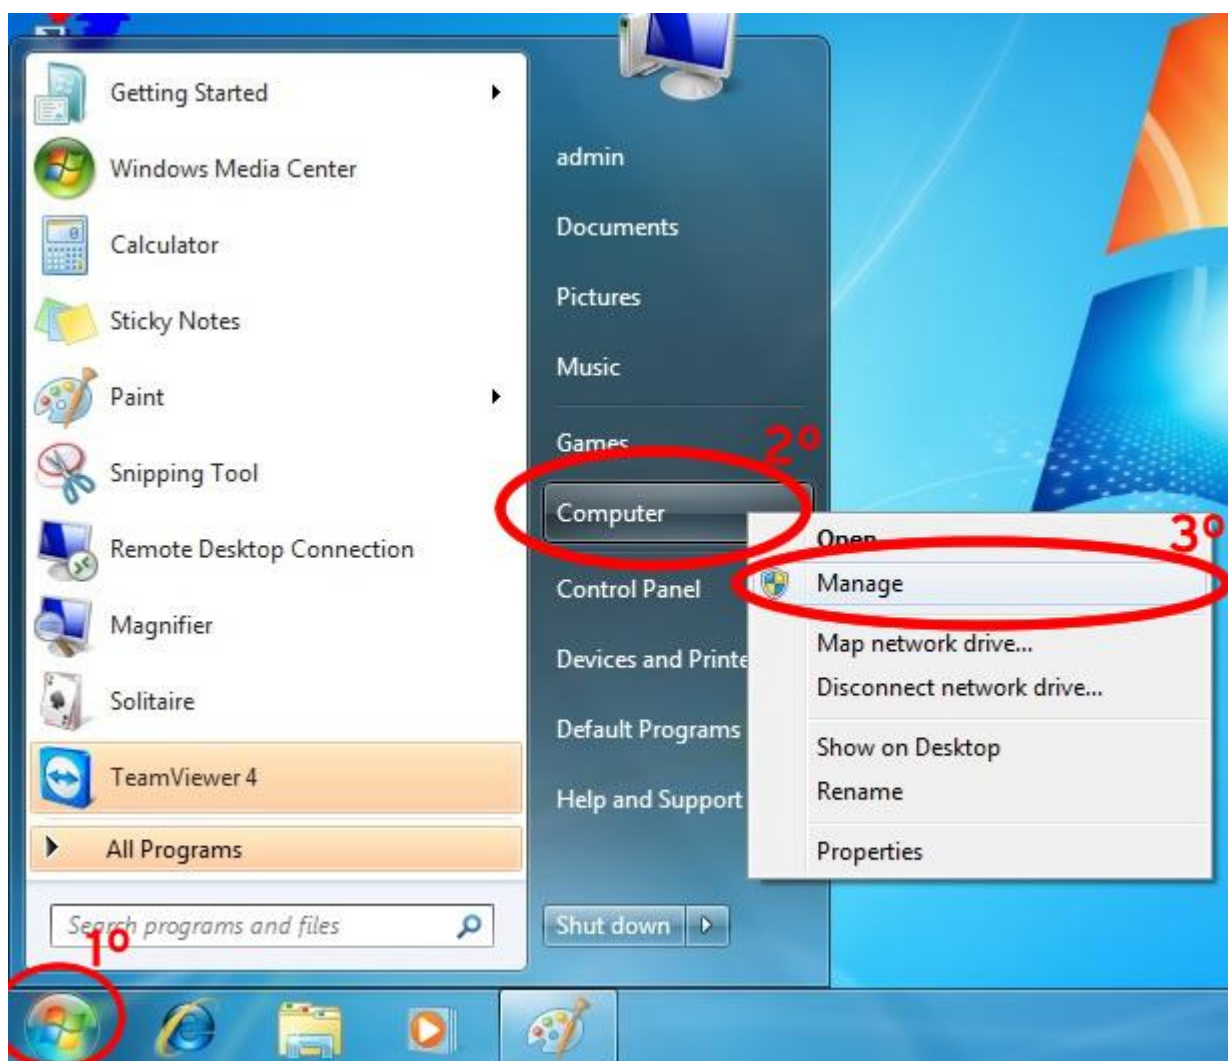 Getting Started
Windows Media Center
Calculator
Sticky Notes
Paint
Snipping Tool
Remote Desktop Connection
Magnifier
Solitaire
TeamViewer 4
All Programs
Search programs and files
1º
admin
Documents
Pictures
Music
Games
2º
Computer
Control Panel
Devices and Printe
Default Programs
Help and Support
Shut down
3º
Open
Manage
Map network drive...
Disconnect network drive...
Show on Desktop
Rename
Properties